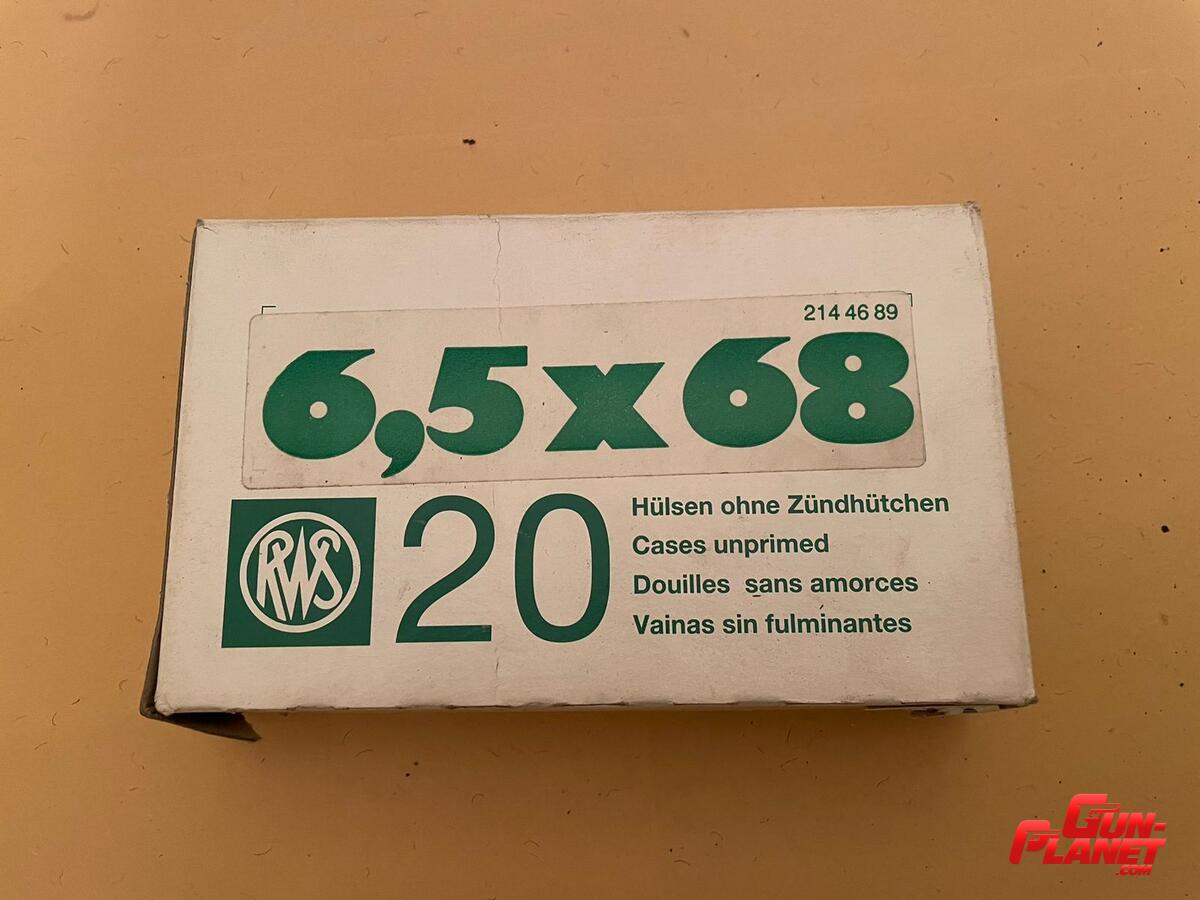 214 46 89
6,5x68
RWS
20
Hülsen ohne Zündhütchen
Cases unprimed
Douilles sans amorces
Vainas sin fulminantes
GUN-
PLANET
.COM